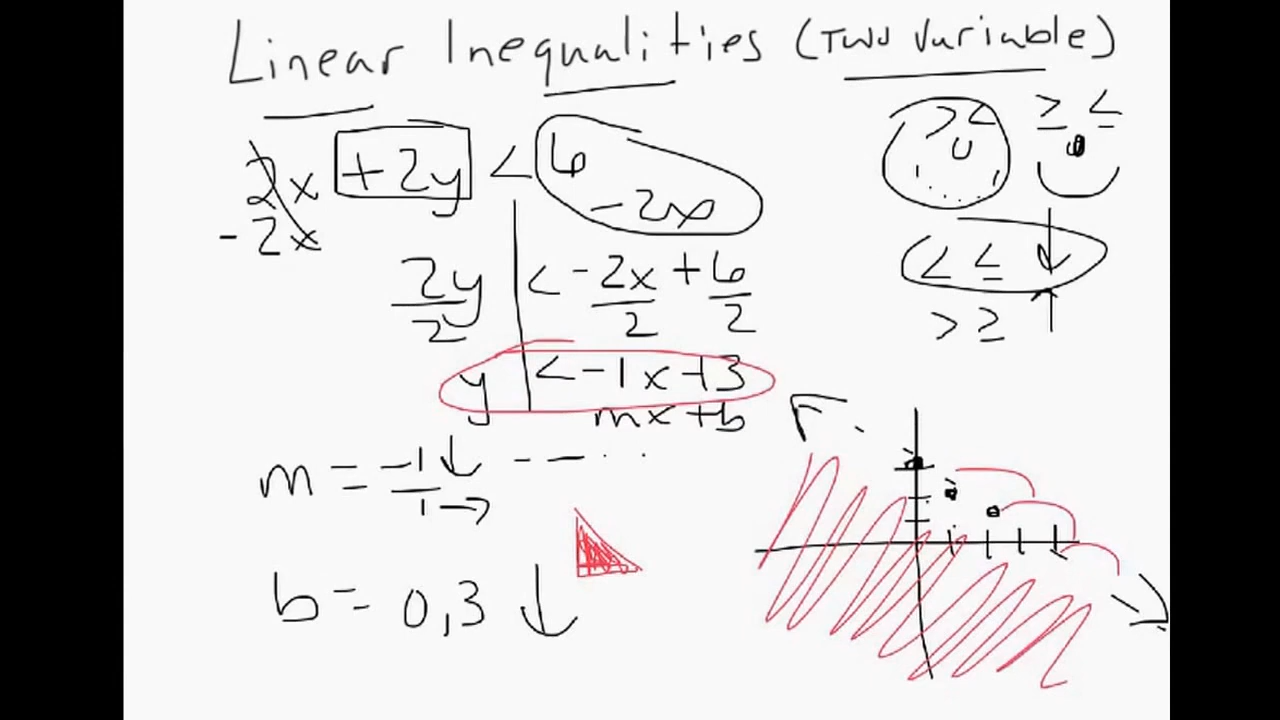 Linear Inequalities (Two Variable)
> < ≥ ≤
2x +2y < 6
- 2x - 2x
2y < -2x + 6
2 2 2
< ≤ ↓
> ≥ ↑
y < -1x +3
mx + b
m = -1 ↓
1 →
b = 0,3 ↓